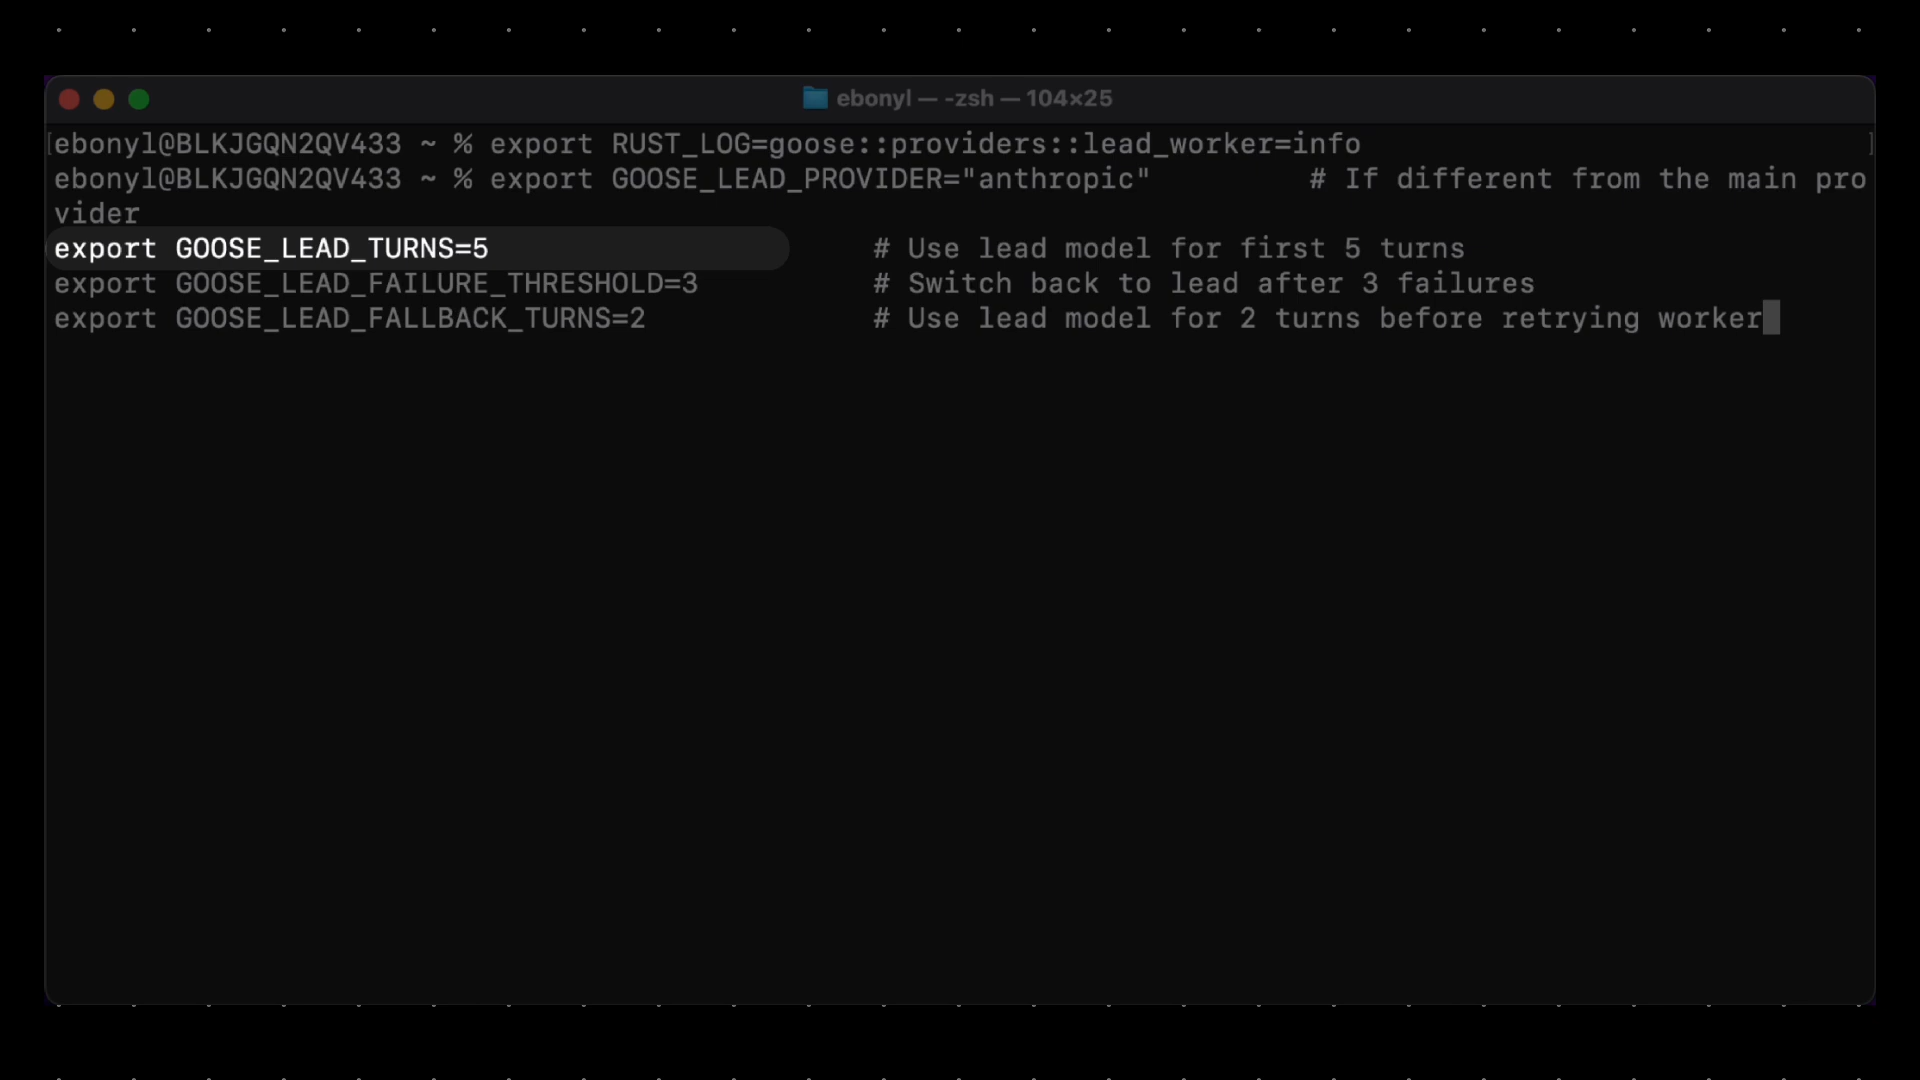 ebonyl — -zsh — 104×25
[ebonyl@BLKJGQN2QV433 ~ % export RUST_LOG=goose::providers::lead_worker=info ]
ebonyl@BLKJGQN2QV433 ~ % export GOOSE_LEAD_PROVIDER="anthropic" # If different from the main pro
vider
export GOOSE_LEAD_TURNS=5 # Use lead model for first 5 turns
export GOOSE_LEAD_FAILURE_THRESHOLD=3 # Switch back to lead after 3 failures
export GOOSE_LEAD_FALLBACK_TURNS=2 # Use lead model for 2 turns before retrying worker